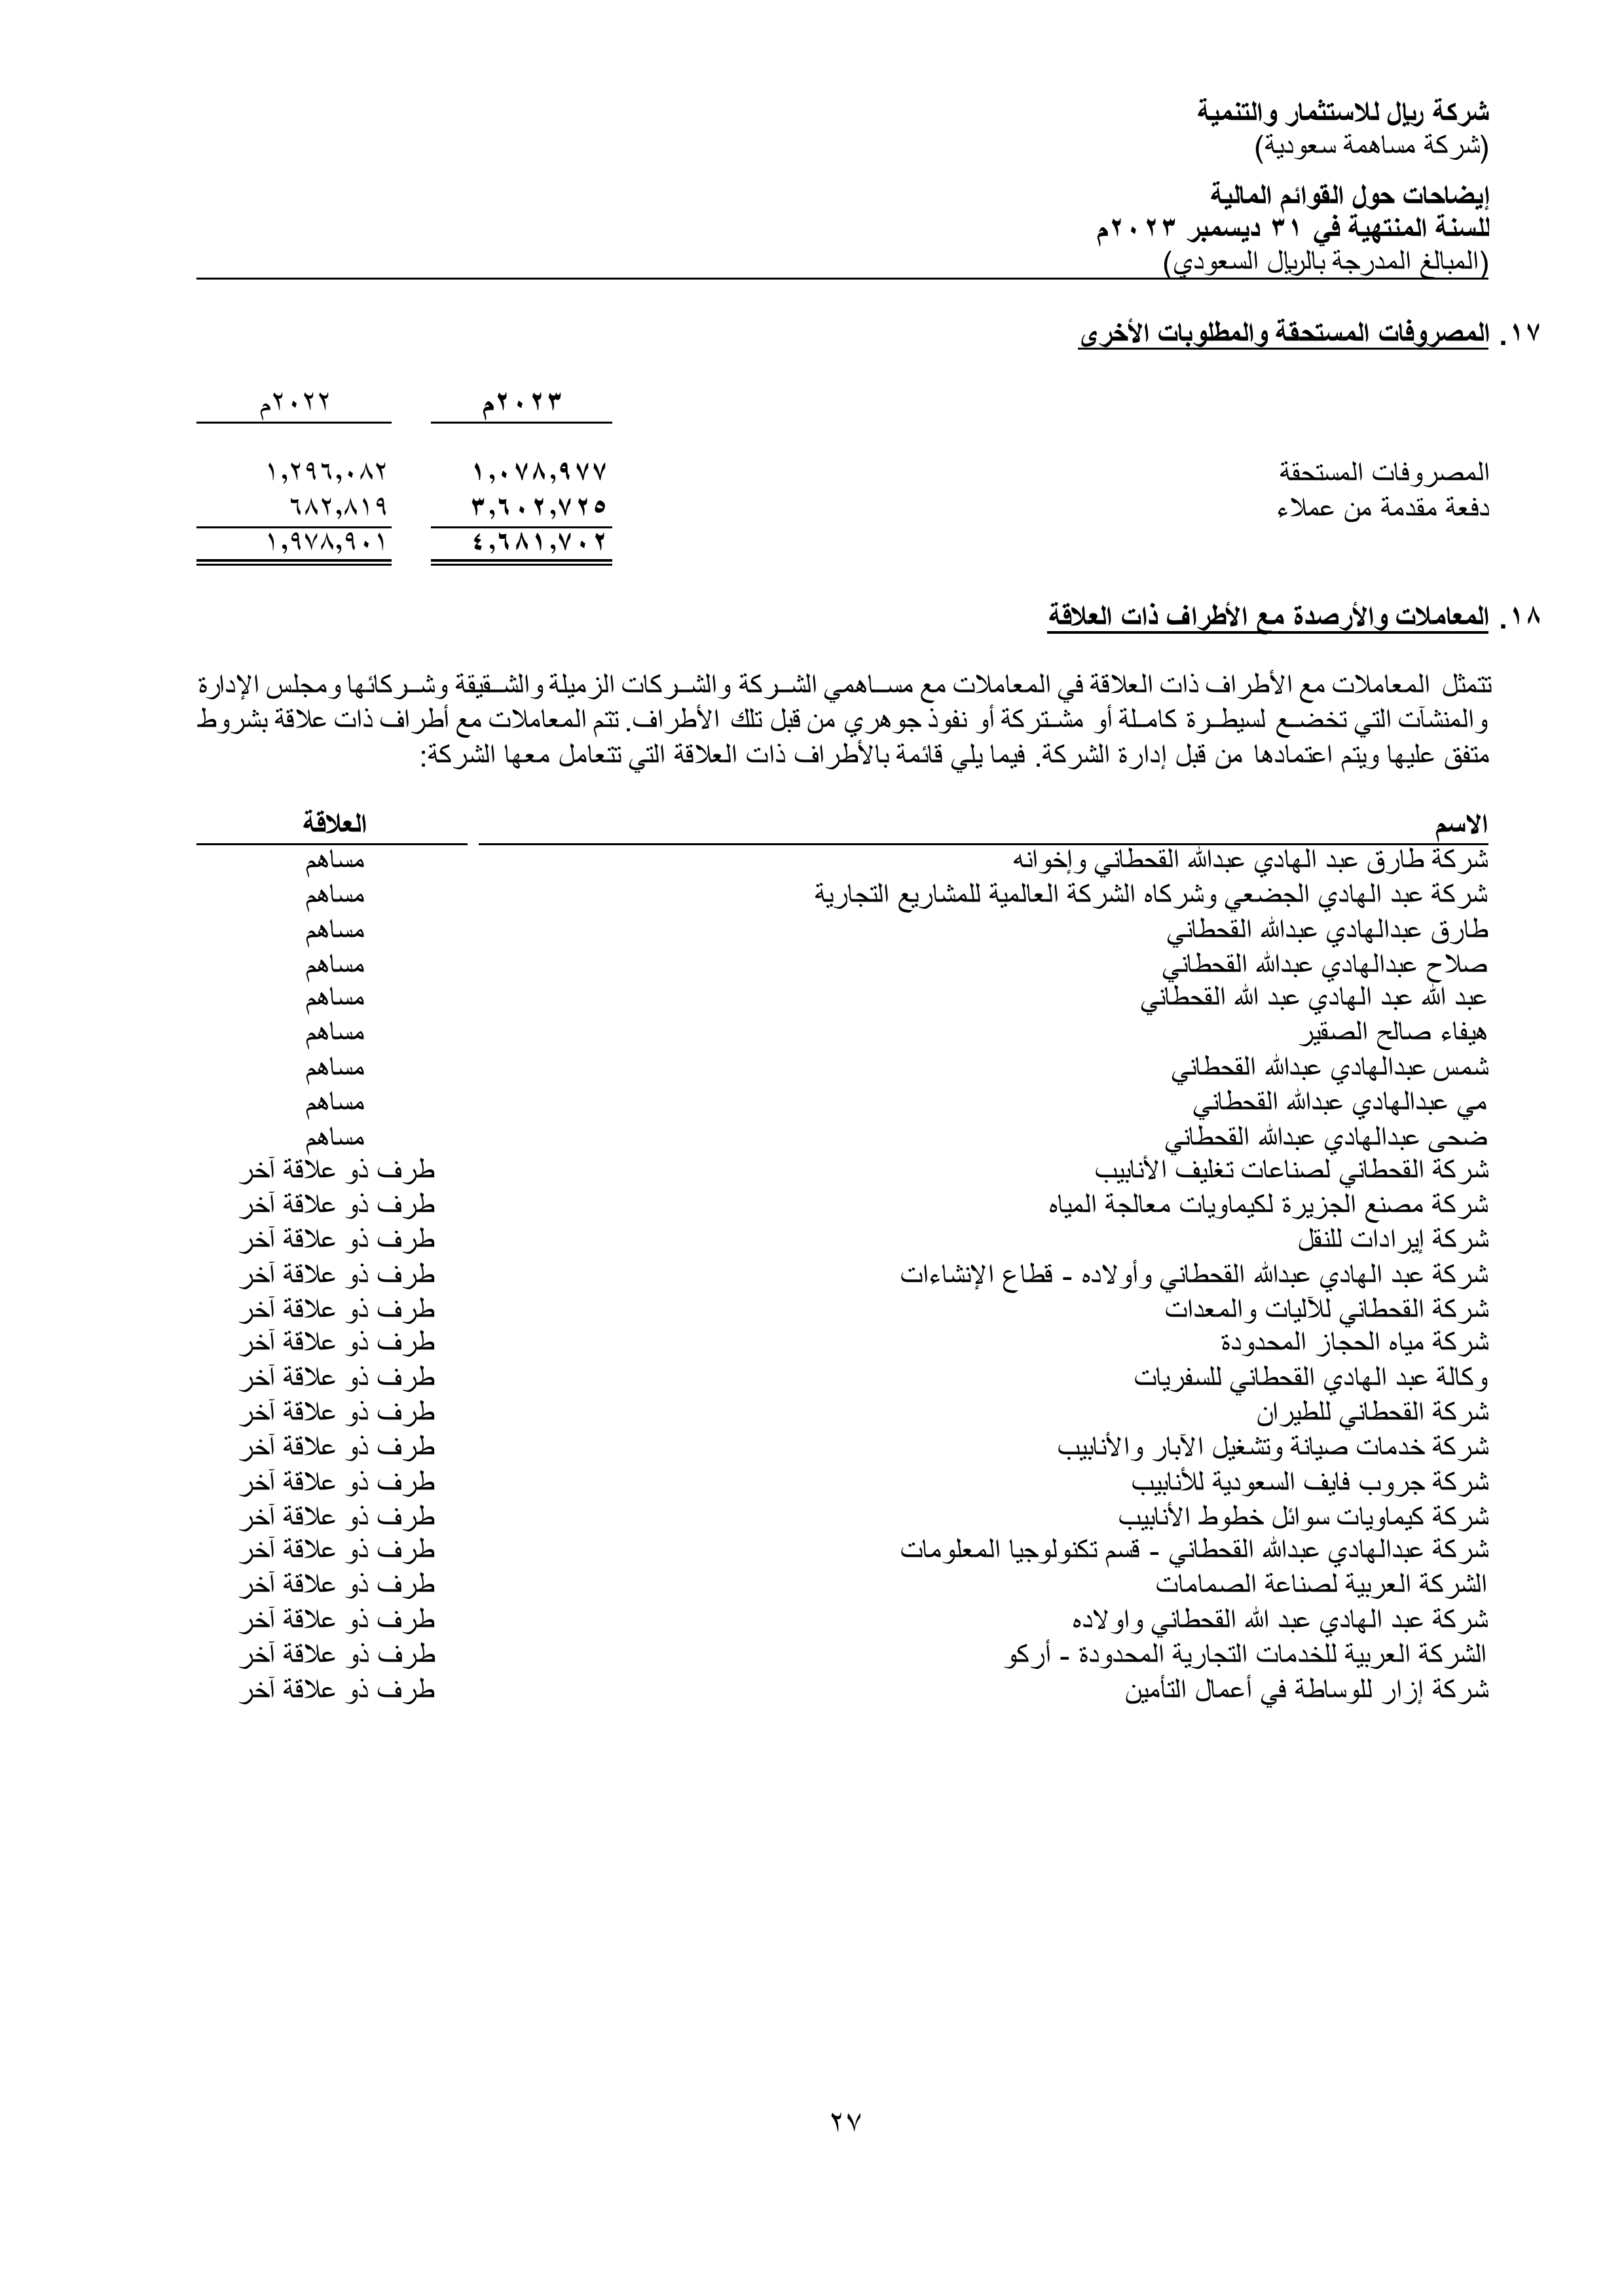 شركة ريال للاستثمار والتنمية
(شركة مساهمة سعودية)
إيضاحات حول القوائم المالية
للسنة المنتهية في ٣١ ديسمبر ٢٠٢٣م
(المبالغ المدرجة بالريال السعودي)
١٧. المصروفات المستحقة والمطلوبات الأخرى
٢٠٢٣م ٢٠٢٢م
المصروفات المستحقة ١,٠٧٨,٩٧٧ ١,٢٩٦,٠٨٢
دفعة مقدمة من عملاء ٣,٦٠٢,٧٢٥ ٦٨٢,٨١٩
٤,٦٨١,٧٠٢ ١,٩٧٨,٩٠١
١٨. المعاملات والأرصدة مع الأطراف ذات العلاقة
تتمثل المعاملات مع الأطراف ذات العلاقة في المعاملات مع مساهمي الشركة والشركات الزميلة والشقيقة وشركائها ومجلس الإدارة
والمنشآت التي تخضع لسيطرة كاملة أو مشتركة أو نفوذ جوهري من قبل تلك الأطراف. تتم المعاملات مع أطراف ذات علاقة بشروط
متفق عليها ويتم اعتمادها من قبل إدارة الشركة. فيما يلي قائمة بالأطراف ذات العلاقة التي تتعامل معها الشركة:
الاسم العلاقة
شركة طارق عبد الهادي عبدالله القحطاني وإخوانه مساهم
شركة عبد الهادي الجضعي وشركاه الشركة العالمية للمشاريع التجارية مساهم
طارق عبدالهادي عبدالله القحطاني مساهم
صلاح عبدالهادي عبدالله القحطاني مساهم
عبد الله عبد الهادي عبد الله القحطاني مساهم
هيفاء صالح الصقير مساهم
شمس عبدالهادي عبدالله القحطاني مساهم
مي عبدالهادي عبدالله القحطاني مساهم
ضحى عبدالهادي عبدالله القحطاني مساهم
شركة القحطاني لصناعات تغليف الأنابيب طرف ذو علاقة آخر
شركة مصنع الجزيرة لكيماويات معالجة المياه طرف ذو علاقة آخر
شركة إيرادات للنقل طرف ذو علاقة آخر
شركة عبد الهادي عبدالله القحطاني وأولاده - قطاع الإنشاءات طرف ذو علاقة آخر
شركة القحطاني للآليات والمعدات طرف ذو علاقة آخر
شركة مياه الحجاز المحدودة طرف ذو علاقة آخر
وكالة عبد الهادي القحطاني للسفريات طرف ذو علاقة آخر
شركة القحطاني للطيران طرف ذو علاقة آخر
شركة خدمات صيانة وتشغيل الآبار والأنابيب طرف ذو علاقة آخر
شركة جروب فايف السعودية للأنابيب طرف ذو علاقة آخر
شركة كيماويات سوائل خطوط الأنابيب طرف ذو علاقة آخر
شركة عبدالهادي عبدالله القحطاني - قسم تكنولوجيا المعلومات طرف ذو علاقة آخر
الشركة العربية لصناعة الصمامات طرف ذو علاقة آخر
شركة عبد الهادي عبد الله القحطاني واولاده طرف ذو علاقة آخر
الشركة العربية للخدمات التجارية المحدودة - أركو طرف ذو علاقة آخر
شركة إزار للوساطة في أعمال التأمين طرف ذو علاقة آخر
٢٧